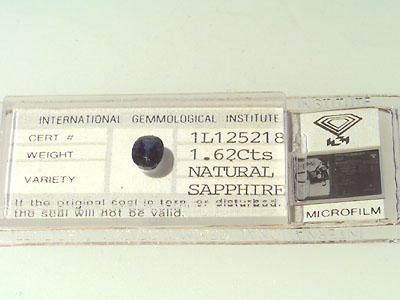 INSTITUTE
INTERNATIONAL GEMMOLOGICAL INSTITUTE
CERT # 1L125218
WEIGHT 1.62Cts
VARIETY NATURAL
SAPPHIRE
If the original seal is torn, or disturbed.
the seal will not be valid.
MICROFILM